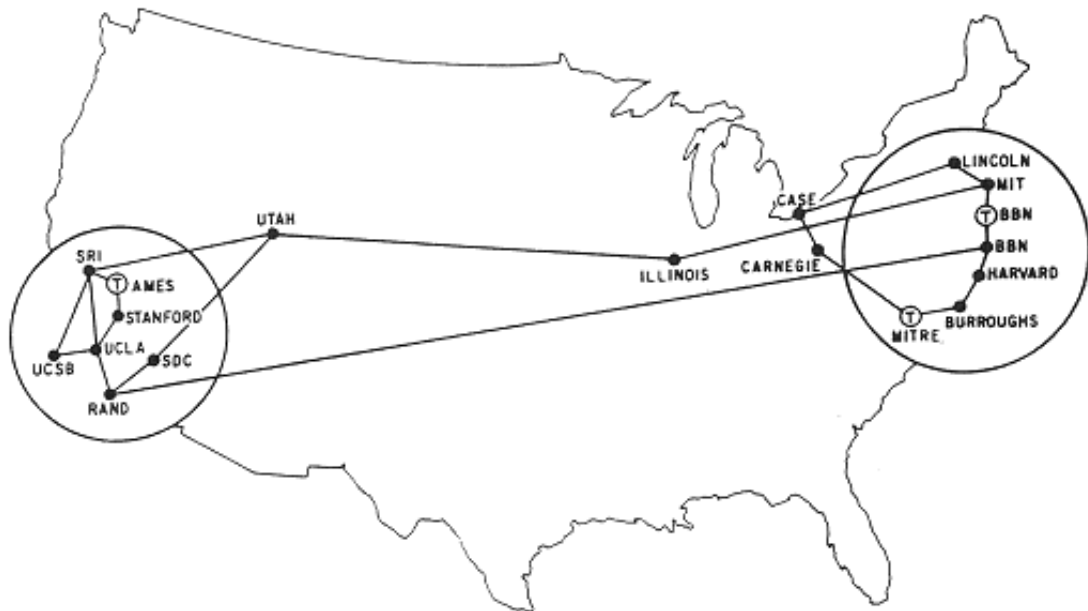 LINCOLN
MIT
CASE
T BBN
UTAH
BBN
SRI
CARNEGIE
ILLINOIS
HARVARD
T AMES
STANFORD
T
BURROUGHS
MITRE
UCLA
SDC
UCSB
RAND